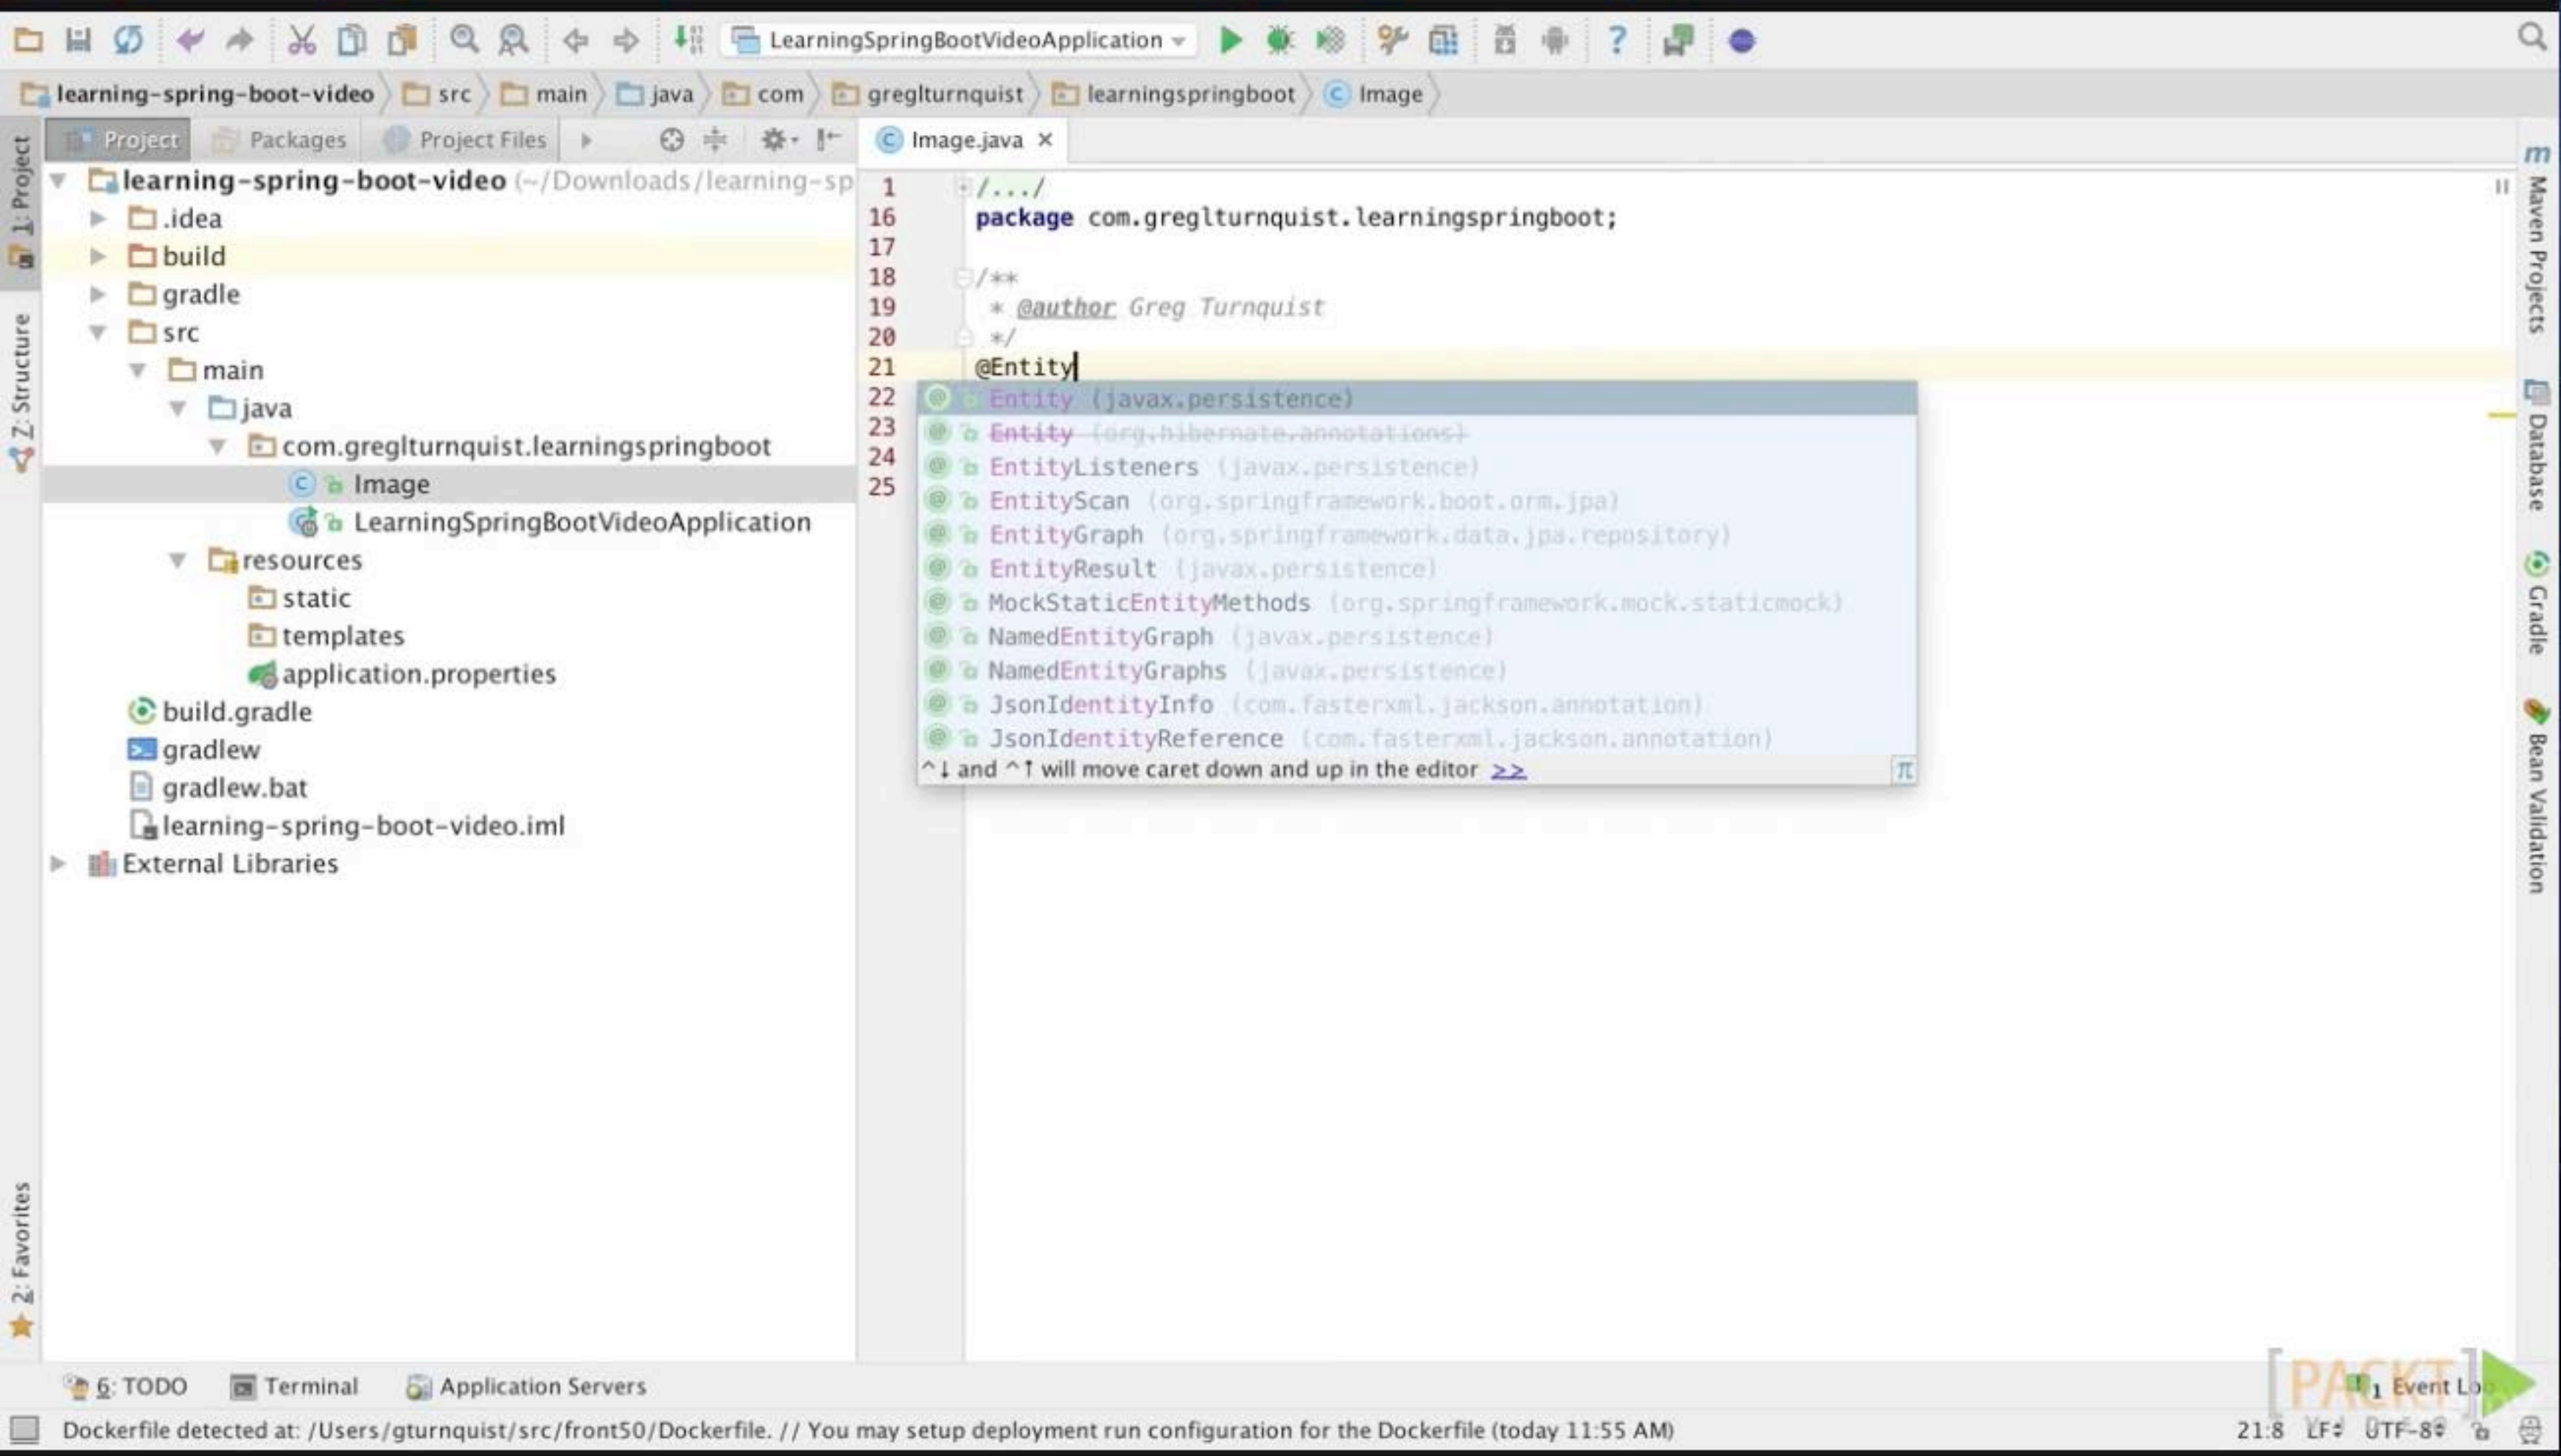 LearningSpringBootVideoApplication
learning-spring-boot-video src main java com greglturnquist learningspringboot Image
1: Project
Z: Structure
2: Favorites
Project Packages Project Files
learning-spring-boot-video (~/Downloads/learning-sp
.idea
build
gradle
src
main
java
com.greglturnquist.learningspringboot
Image
LearningSpringBootVideoApplication
resources
static
templates
application.properties
build.gradle
gradlew
gradlew.bat
learning-spring-boot-video.iml
External Libraries
Image.java
1 /.../
16 package com.greglturnquist.learningspringboot;
17
18 /**
19 * @author Greg Turnquist
20 */
21 @Entity
22
23
24
25
Entity (javax.persistence)
Entity (org.hibernate.annotations)
EntityListeners (javax.persistence)
EntityScan (org.springframework.boot.orm.jpa)
EntityGraph (org.springframework.data.jpa.repository)
EntityResult (javax.persistence)
MockStaticEntityMethods (org.springframework.mock.staticmock)
NamedEntityGraph (javax.persistence)
NamedEntityGraphs (javax.persistence)
JsonIdentityInfo (com.fasterxml.jackson.annotation)
JsonIdentityReference (com.fasterxml.jackson.annotation)
^↓ and ^↑ will move caret down and up in the editor >> π
m Maven Projects
Database
Gradle
Bean Validation
6: TODO Terminal Application Servers
1 Event Lo
[PACKT]
Dockerfile detected at: /Users/gturnquist/src/front50/Dockerfile. // You may setup deployment run configuration for the Dockerfile (today 11:55 AM)
21:8 LF UTF-8